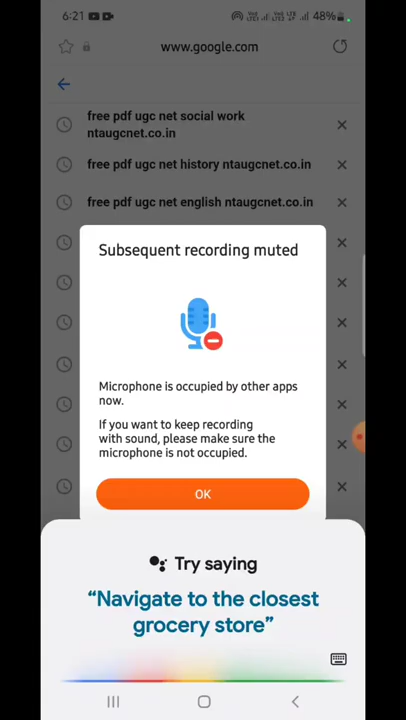 6:21
48%
www.google.com
free pdf ugc net social work
ntaugcnet.co.in
free pdf ugc net history ntaugcnet.co.in
free pdf ugc net english ntaugcnet.co.in
Subsequent recording muted
Microphone is occupied by other apps
now.
If you want to keep recording
with sound, please make sure the
microphone is not occupied.
OK
Try saying
“Navigate to the closest
grocery store”